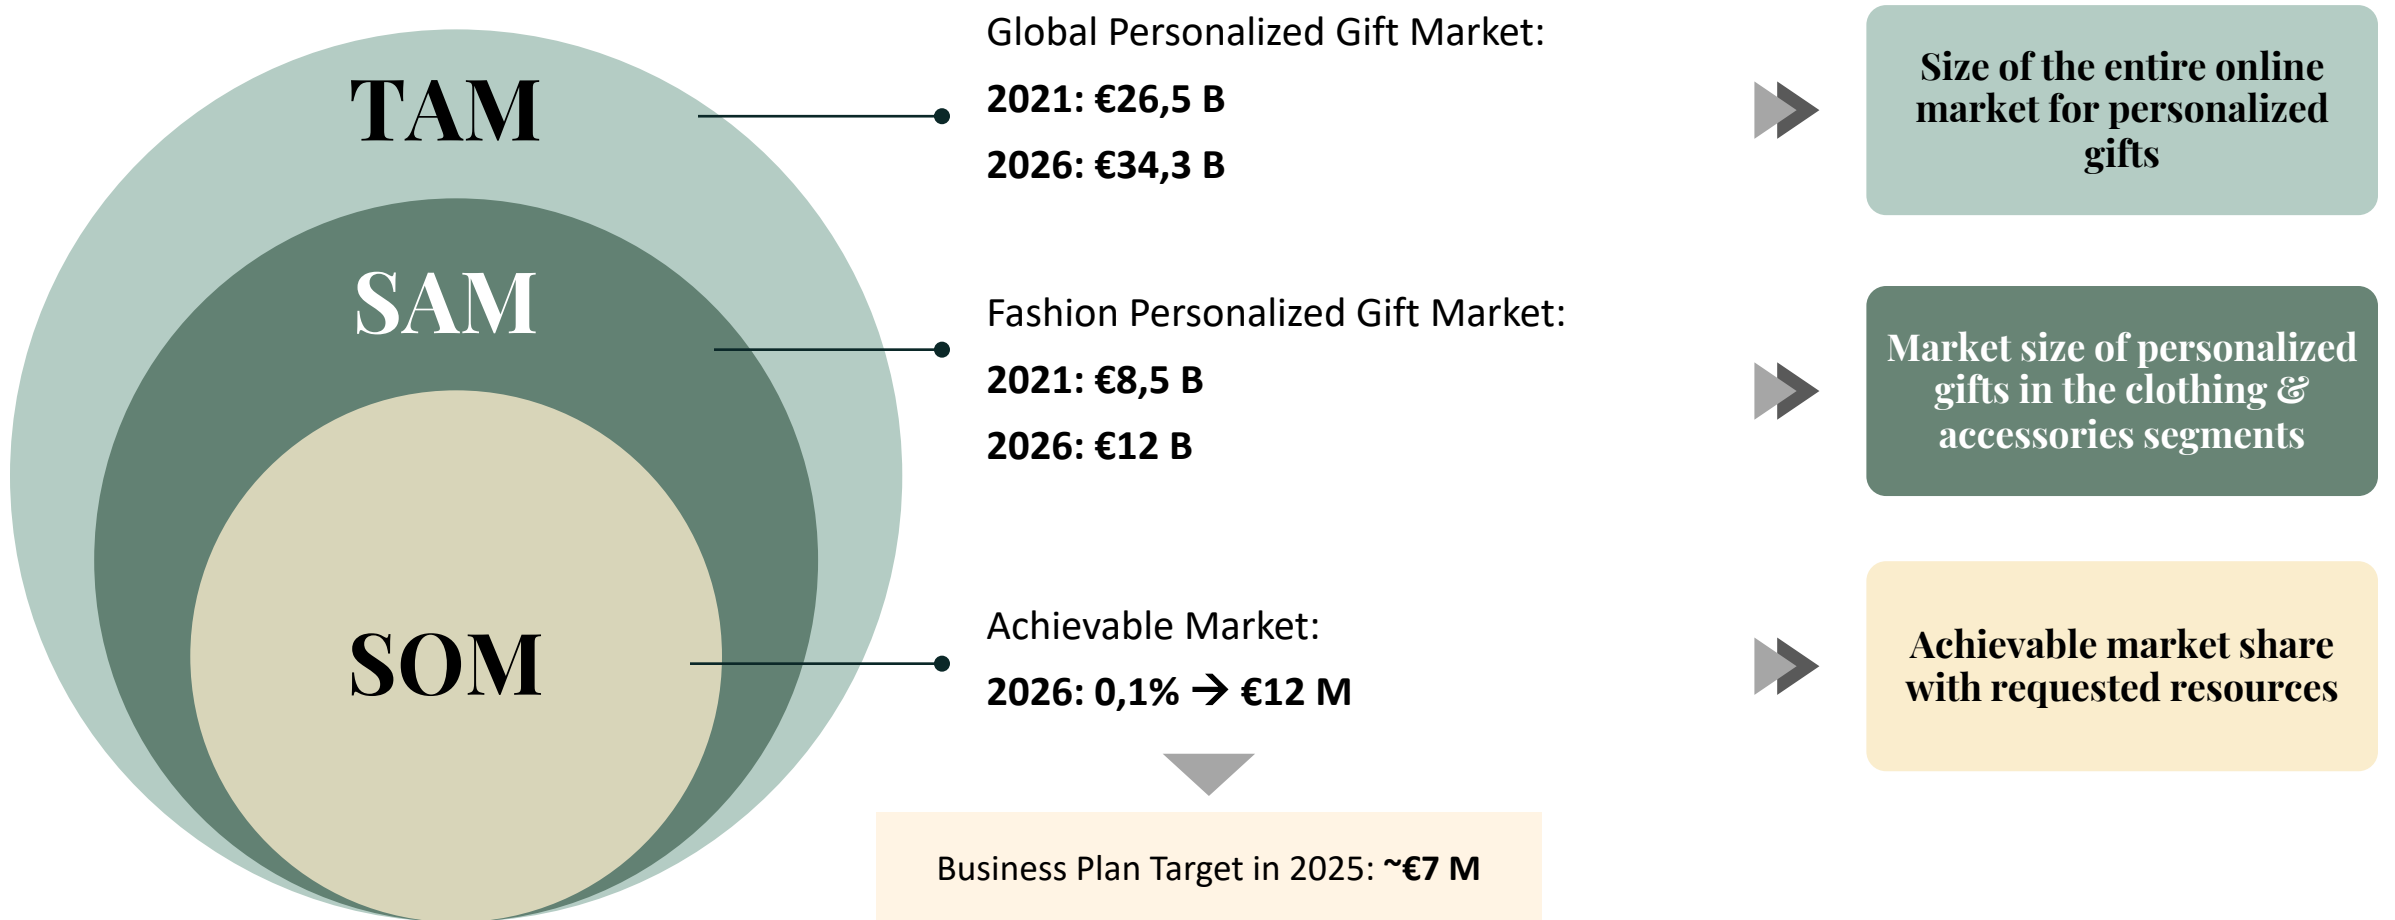 TAM
Global Personalized Gift Market:
2021: €26,5 B
2026: €34,3 B
Size of the entire online
market for personalized
gifts
SAM
Fashion Personalized Gift Market:
2021: €8,5 B
2026: €12 B
Market size of personalized
gifts in the clothing &
accessories segments
SOM
Achievable Market:
2026: 0,1% → €12 M
Achievable market share
with requested resources
Business Plan Target in 2025: ~€7 M